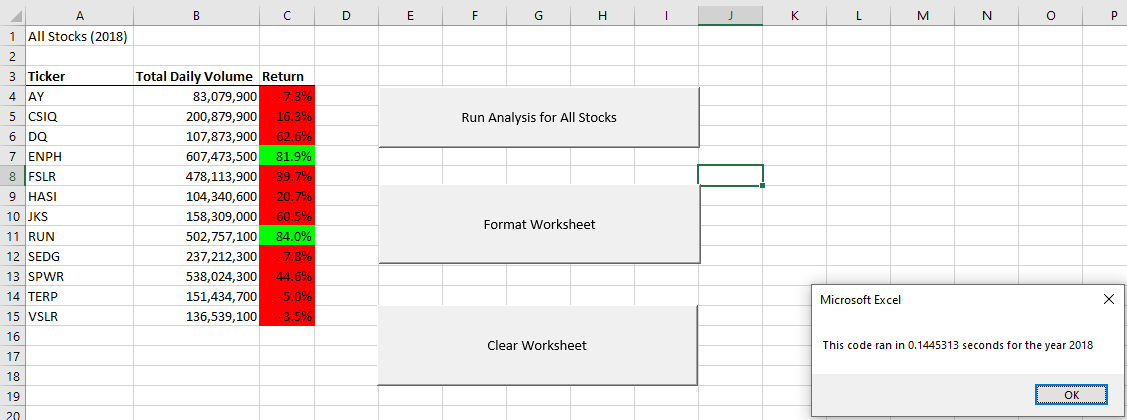 A B C D E F G H I J K L M N O P
1 All Stocks (2018)
2
3 Ticker Total Daily Volume Return
4 AY 83,079,900 -7.3%
Run Analysis for All Stocks
5 CSIQ 200,879,900 -16.3%
6 DQ 107,873,900 -62.6%
7 ENPH 607,473,500 81.9%
8 FSLR 478,113,900 -39.7%
9 HASI 104,340,600 -20.7%
10 JKS 158,309,000 -60.5%
Format Worksheet
11 RUN 502,757,100 84.0%
12 SEDG 237,212,300 -7.8%
13 SPWR 538,024,300 -44.6%
14 TERP 151,434,700 -5.0%
Microsoft Excel
15 VSLR 136,539,100 -3.5%
16
Clear Worksheet
This code ran in 0.1445313 seconds for the year 2018
17
18
19
OK
20